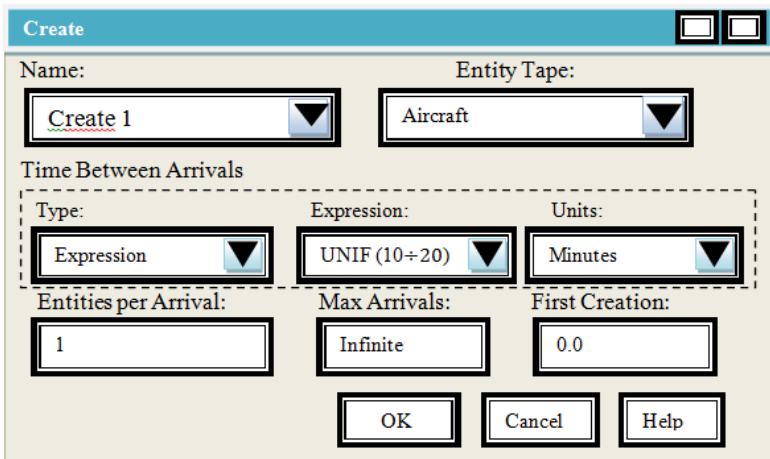 Create
Name: Entity Tape:
Create 1 Aircraft
Time Between Arrivals
Type: Expression: Units:
Expression UNIF (10÷20) Minutes
Entities per Arrival: Max Arrivals: First Creation:
1 Infinite 0.0
OK Cancel Help